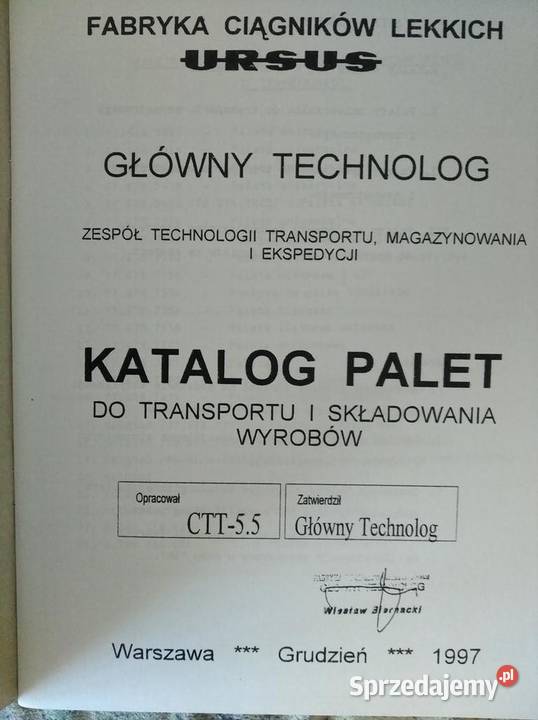 FABRYKA CIĄGNIKÓW LEKKICH
URSUS
GŁÓWNY TECHNOLOG
ZESPÓŁ TECHNOLOGII TRANSPORTU, MAGAZYNOWANIA
I EKSPEDYCJI
KATALOG PALET
DO TRANSPORTU I SKŁADOWANIA
WYROBÓW
Opracował
CTT-5.5
Zatwierdził
Główny Technolog
Wiesław Biernacki
Warszawa *** Grudzień *** 1997
Sprzedajemy.pl